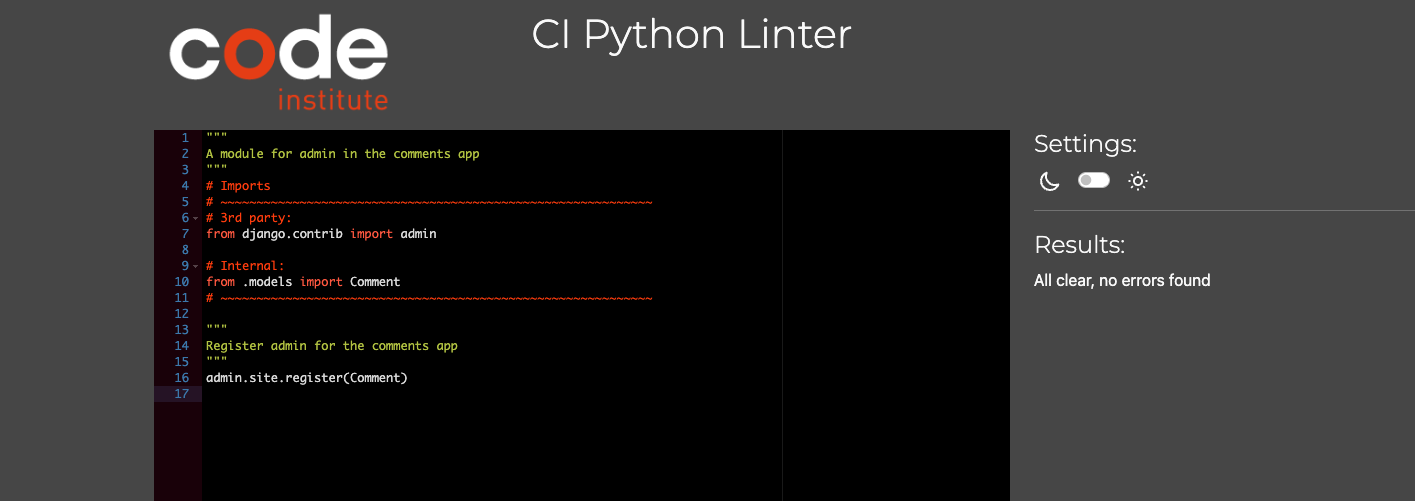 code
institute
CI Python Linter
1 """
2 A module for admin in the comments app
3 """
4 # Imports
5 # ~~~~~~~~~~~~~~~~~~~~~~~~~~~~~~~~~~~~~~~~~~~~~~~~~~~~~~~~~~~~
6 # 3rd party:
7 from django.contrib import admin
8
9 # Internal:
10 from .models import Comment
11 # ~~~~~~~~~~~~~~~~~~~~~~~~~~~~~~~~~~~~~~~~~~~~~~~~~~~~~~~~~~~~
12
13 """
14 Register admin for the comments app
15 """
16 admin.site.register(Comment)
17
Settings:
Results:
All clear, no errors found